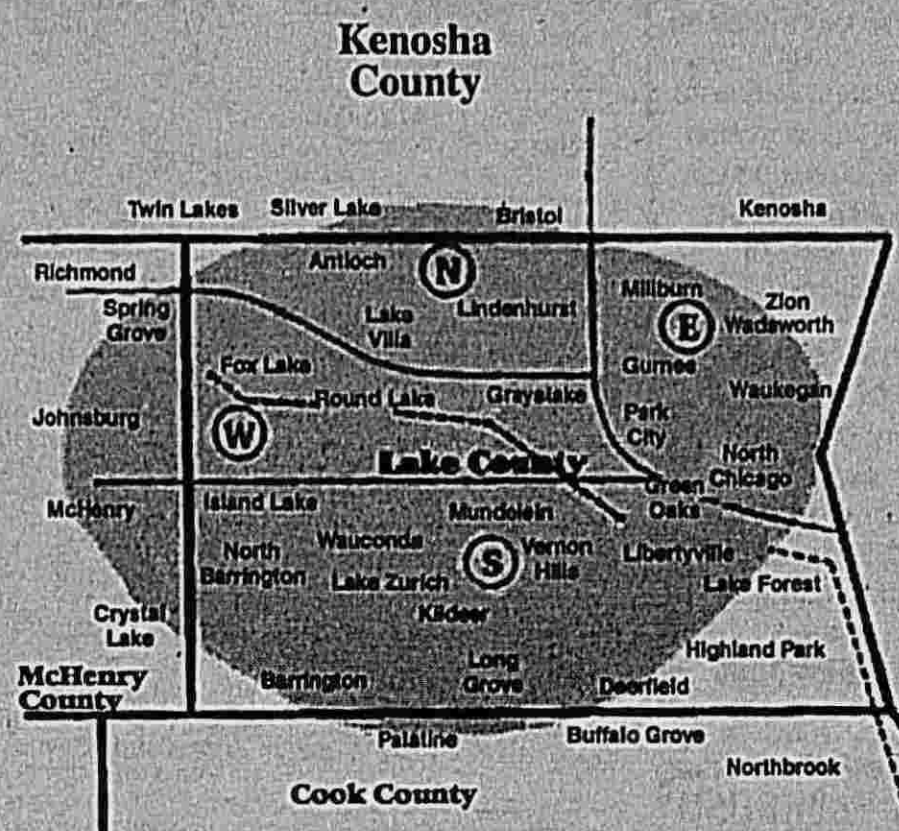 Kenosha
County
Twin Lakes
Silver Lake
Bristol
Kenosha
Richmond
Antioch
N
Millburn
Zion
Spring
Grove
Lake
Villa
Lindenhurst
E
Wadsworth
Fox Lake
Gurnee
Round Lake
Grayslake
Waukegan
Johnsburg
W
Park
City
Lake County
North
Chicago
McHenry
Island Lake
Mundelein
Green
Oaks
North
Barrington
Wauconda
S
Vernon
Hills
Libertyville
Lake Zurich
Lake Forest
Kildeer
Crystal
Lake
Highland Park
McHenry
County
Barrington
Long
Grove
Deerfield
Palatine
Buffalo Grove
Northbrook
Cook County